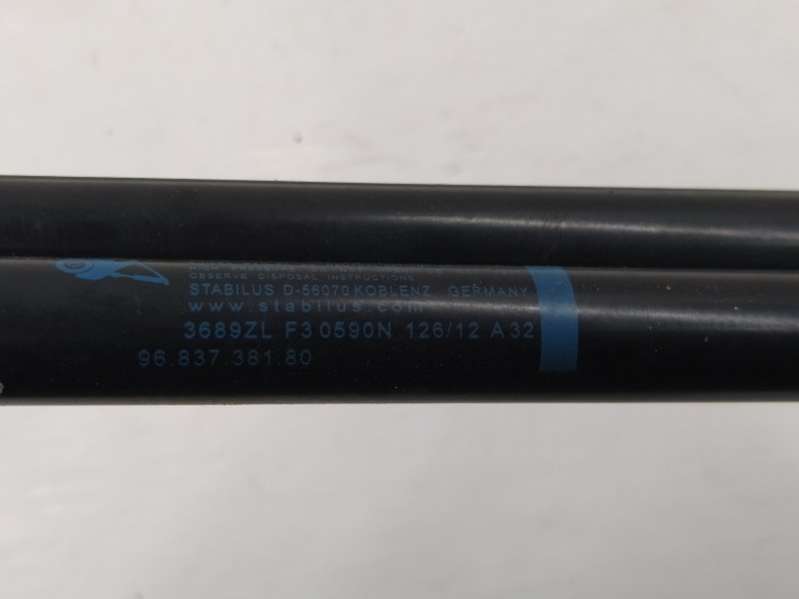 OBSERVE DISPOSAL INSTRUCTIONS
STABILUS D-56070 KOBLENZ GERMANY
www.stabilus.com
3689ZL F3 0590N 126/12 A 32
96.837.381.80